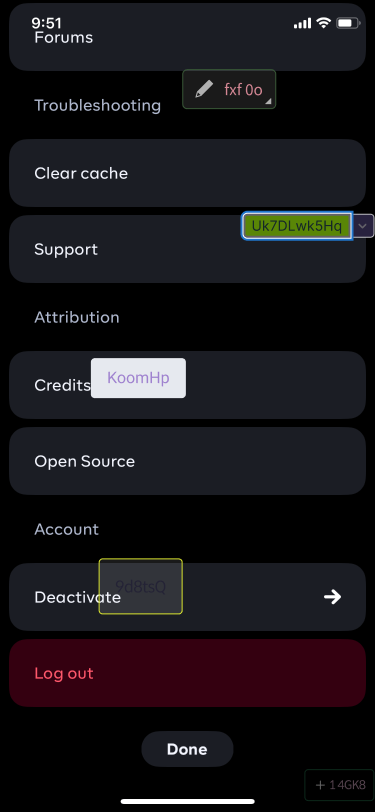 9:51
Forums
fxf 0o
Troubleshooting
Clear cache
Uk7DLwk5Hq
Support
Attribution
KoomHp
Credits
Open Source
Account
9d8tsQ
Deactivate
Log out
Done
+ 14GK8